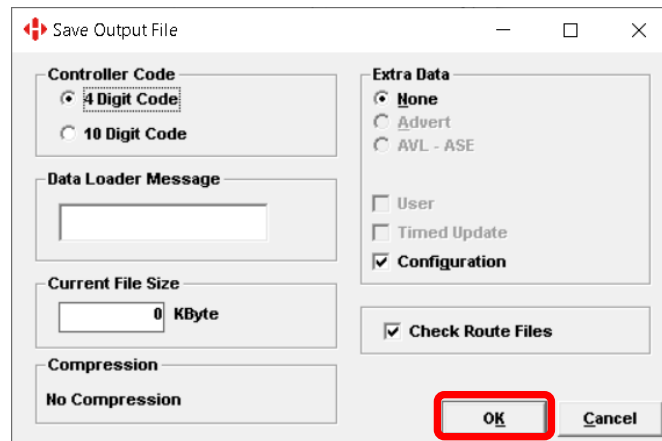 Save Output File
Controller Code
4 Digit Code
10 Digit Code
Data Loader Message
Current File Size
0 KByte
Compression
No Compression
Extra Data
None
Advert
AVL - ASE
User
Timed Update
Configuration
Check Route Files
OK
Cancel